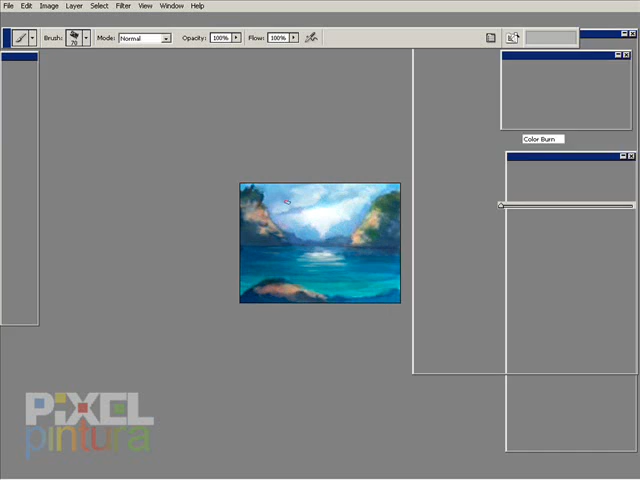 File Edit Image Layer Select Filter View Window Help
Brush: 70 Mode: Normal Opacity: 100% Flow: 100%
Color Burn
PiXEL
pintura